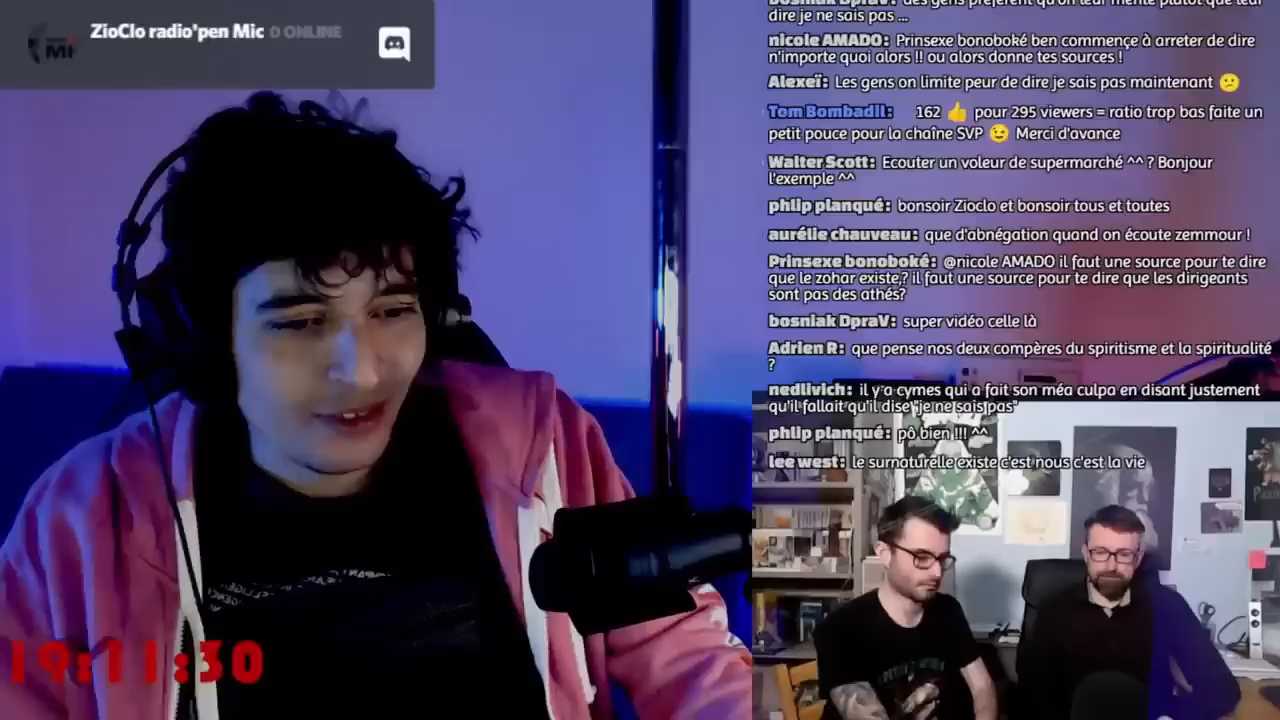 ZioClo radio'pen Mic 0 ONLINE
MI
dire je ne sais pas ...
nicole AMADO: Prinsexe bonoboké ben commençe à arreter de dire
n'importe quoi alors !! ou alors donne tes sources !
Alexeï: Les gens on limite peur de dire je sais pas maintenant 😕
Tom Bombadil: 162 👍 pour 295 viewers = ratio trop bas faite un
petit pouce pour la chaîne SVP 😉 Merci d'avance
Walter Scott: Ecouter un voleur de supermarché ^^ ? Bonjour
l'exemple ^^
phlip planqué: bonsoir Zioclo et bonsoir tous et toutes
aurélie chauveau: que d'abnégation quand on écoute zemmour !
Prinsexe bonoboké: @nicole AMADO il faut une source pour te dire
que le zohar existe,? il faut une source pour te dire que les dirigeants
sont pas des athés?
bosniak DpraV: super vidéo celle là
Adrien R: que pense nos deux compères du spiritisme et la spiritualité
?
nedlivich: il y a cymes qui a fait son méa culpa en disant justement
qu'il fallait qu'il dise "je ne sais pas"
phlip planqué: pô bien !!! ^^
lee west: le surnaturelle existe c'est nous c'est la vie
19:11:30